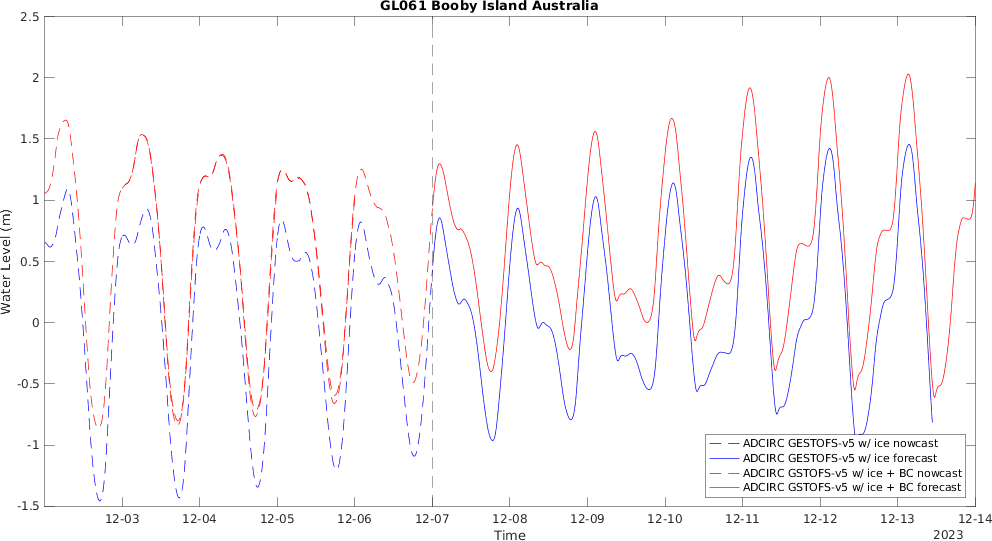 GL061 Booby Island Australia
2.5
2
1.5
1
0.5
0
-0.5
-1
-1.5
Water Level (m)
ADCIRC GESTOFS-v5 w/ ice nowcast
ADCIRC GESTOFS-v5 w/ ice forecast
ADCIRC GSTOFS-v5 w/ ice + BC nowcast
ADCIRC GSTOFS-v5 w/ ice + BC forecast
12-03 12-04 12-05 12-06 12-07 12-08 12-09 12-10 12-11 12-12 12-13 12-14
Time
2023